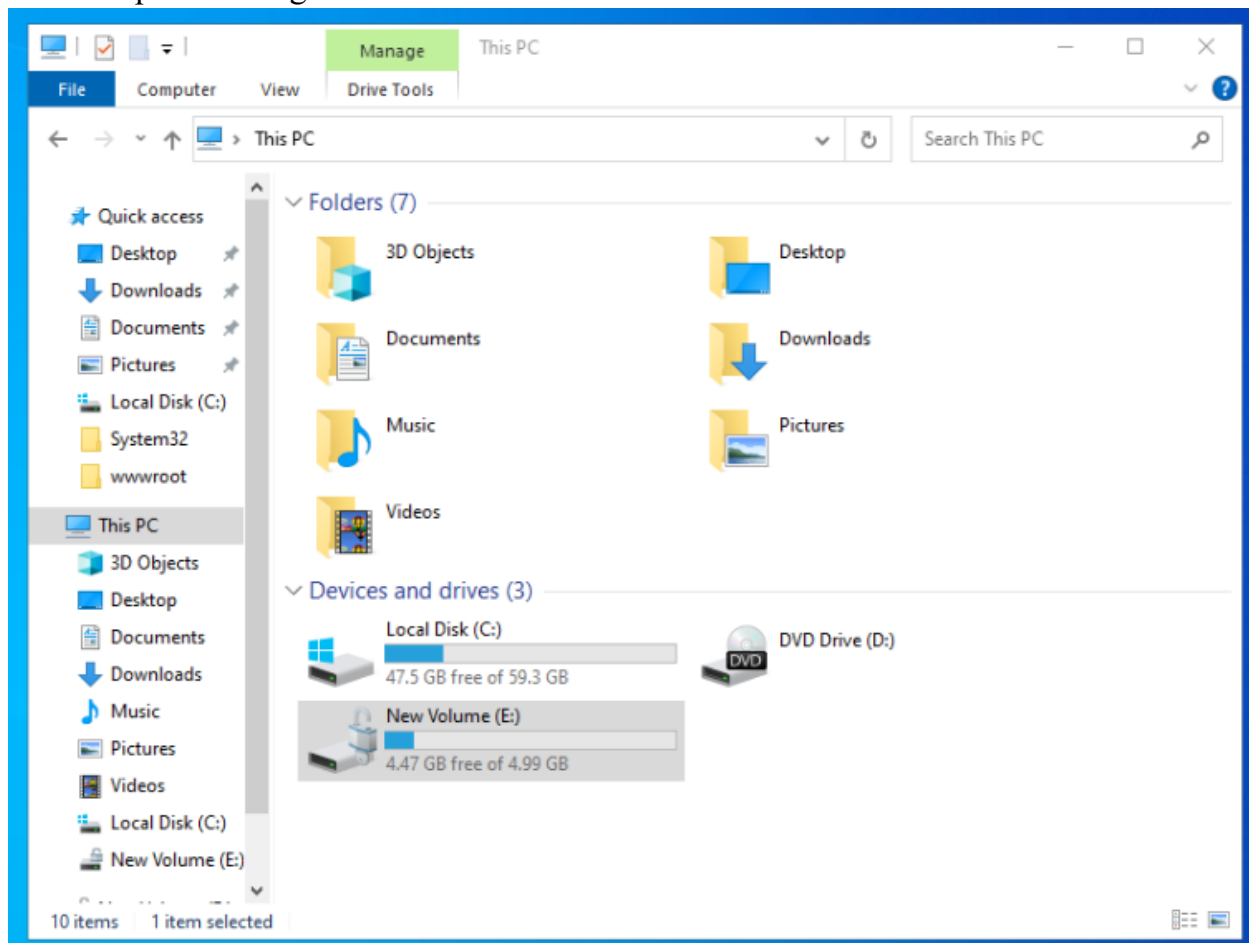 Manage
This PC
File
Computer
View
Drive Tools
This PC
Search This PC
Quick access
Desktop
Downloads
Documents
Pictures
Local Disk (C:)
System32
wwwroot
This PC
3D Objects
Desktop
Documents
Downloads
Music
Pictures
Videos
Local Disk (C:)
New Volume (E:)
Folders (7)
3D Objects
Desktop
Documents
Downloads
Music
Pictures
Videos
Devices and drives (3)
Local Disk (C:)
47.5 GB free of 59.3 GB
DVD Drive (D:)
DVD
New Volume (E:)
4.47 GB free of 4.99 GB
10 items
1 item selected